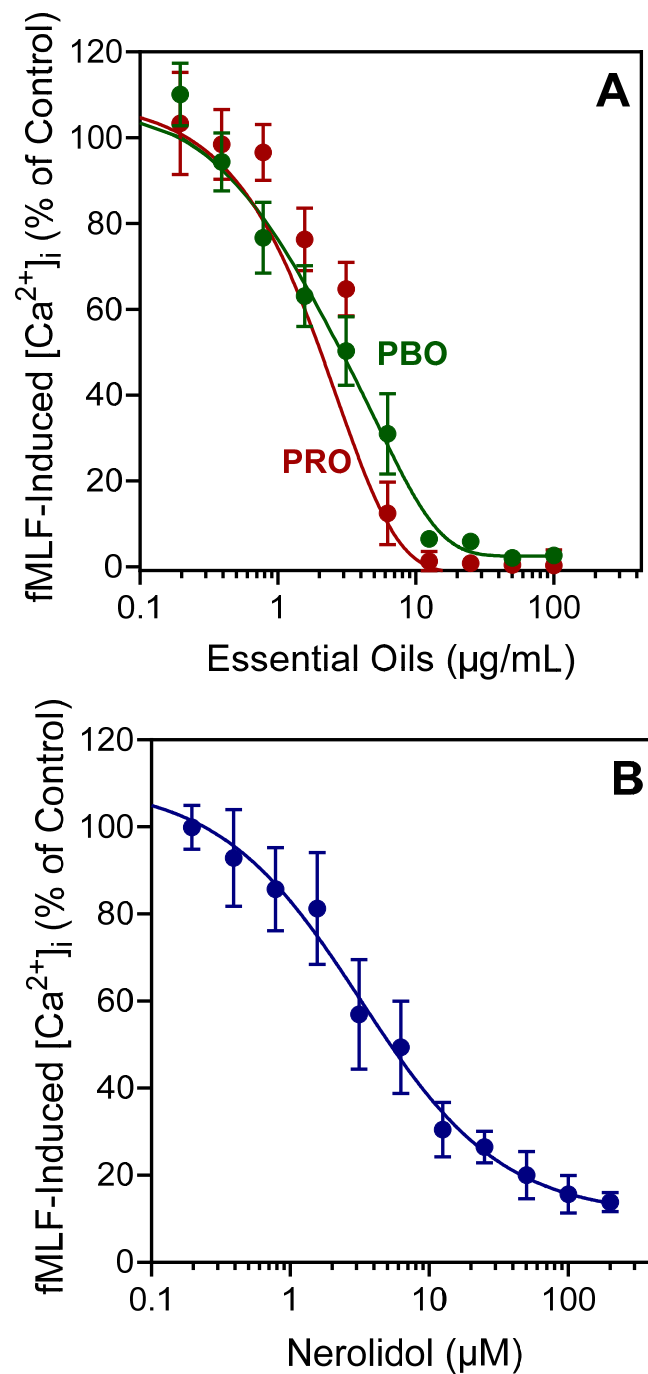 A
fMLF-Induced [Ca2+]i (% of Control)
120
100
80
60
40
20
0
PBO
PRO
0.1 1 10 100
Essential Oils (µg/mL)
B
fMLF-Induced [Ca2+]i (% of Control)
120
100
80
60
40
20
0
0.1 1 10 100
Nerolidol (µM)